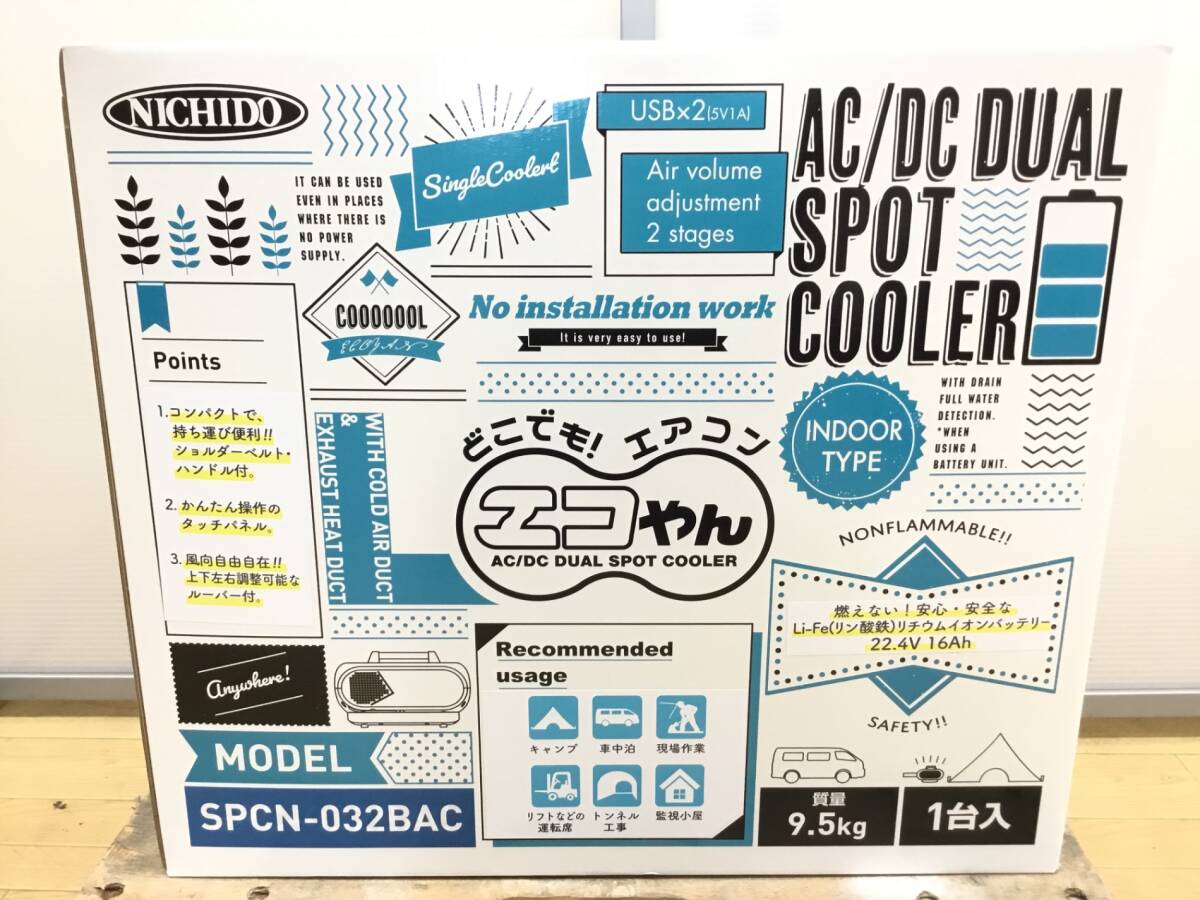 NICHIDO
IT CAN BE USED
EVEN IN PLACES
WHERE THERE IS
NO POWER
SUPPLY.
SingleCoolert
USB×2(5V1A)
Air volume
adjustment
2 stages
AC/DC DUAL
SPOT
COOLER
COOOOOOL
ECOYAN
No installation work
It is very easy to use!
Points
1.コンパクトで、
持ち運び便利!!
ショルダーベルト・
ハンドル付。
2. かんたん操作の
タッチパネル。
3. 風向自由自在!!
上下左右調整可能な
ルーバー付。
WITH COLD AIR DUCT
&
EXHAUST HEAT DUCT
どこでも! エアコン
エコやん
AC/DC DUAL SPOT COOLER
INDOOR
TYPE
WITH DRAIN
FULL WATER
DETECTION.
*WHEN
USING A
BATTERY UNIT.
NONFLAMMABLE!!
燃えない!安心・安全な
Li-Fe(リン酸鉄)リチウムイオンバッテリー
22.4V 16Ah
SAFETY!!
Anywhere!
MODEL
SPCN-032BAC
Recommended
usage
キャンプ
車中泊
現場作業
リフトなどの
運転席
トンネル
工事
監視小屋
質量
9.5kg
1台入